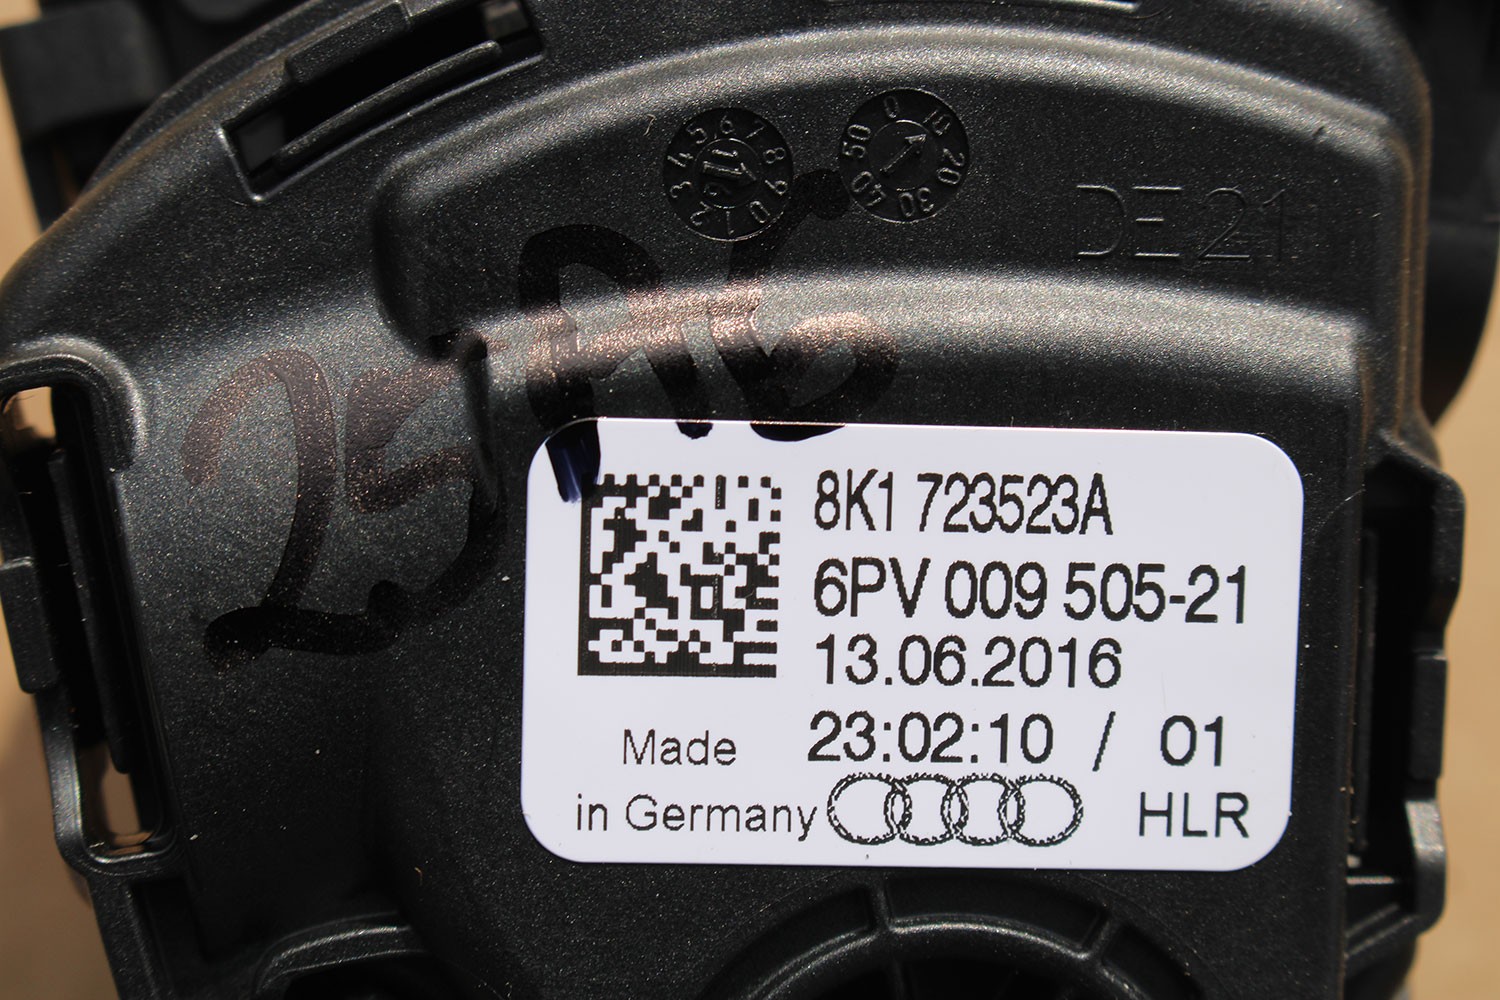 DE 21
8K1 723523A
6PV 009 505-21
13.06.2016
23:02:10 / 01
Made
in Germany
HLR